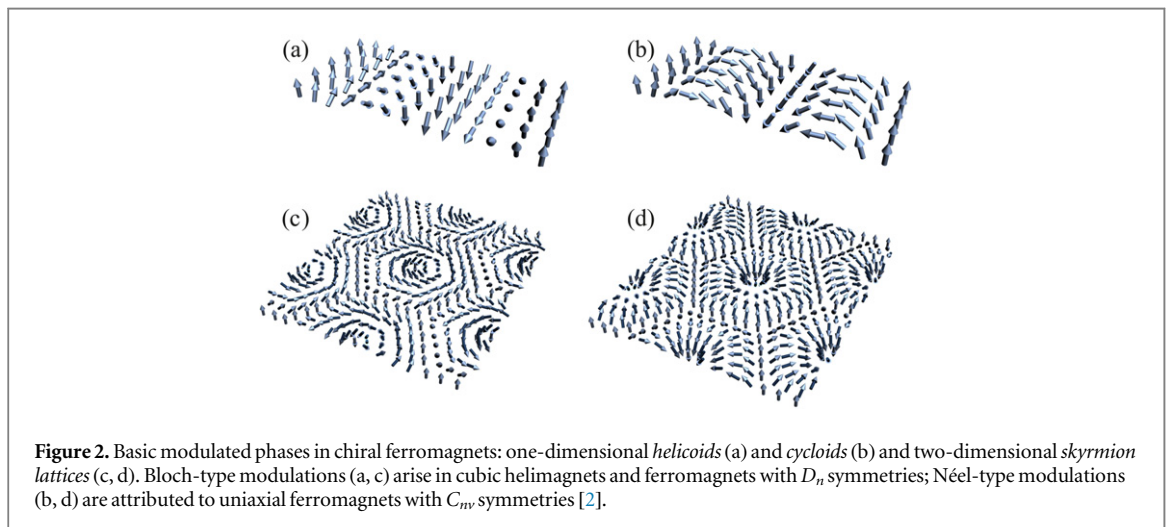 (a)
(b)
(c)
(d)
Figure 2. Basic modulated phases in chiral ferromagnets: one-dimensional helicoids (a) and cycloids (b) and two-dimensional skyrmion
lattices (c, d). Bloch-type modulations (a, c) arise in cubic helimagnets and ferromagnets with Dn symmetries; Néel-type modulations
(b, d) are attributed to uniaxial ferromagnets with Cnv symmetries [2].